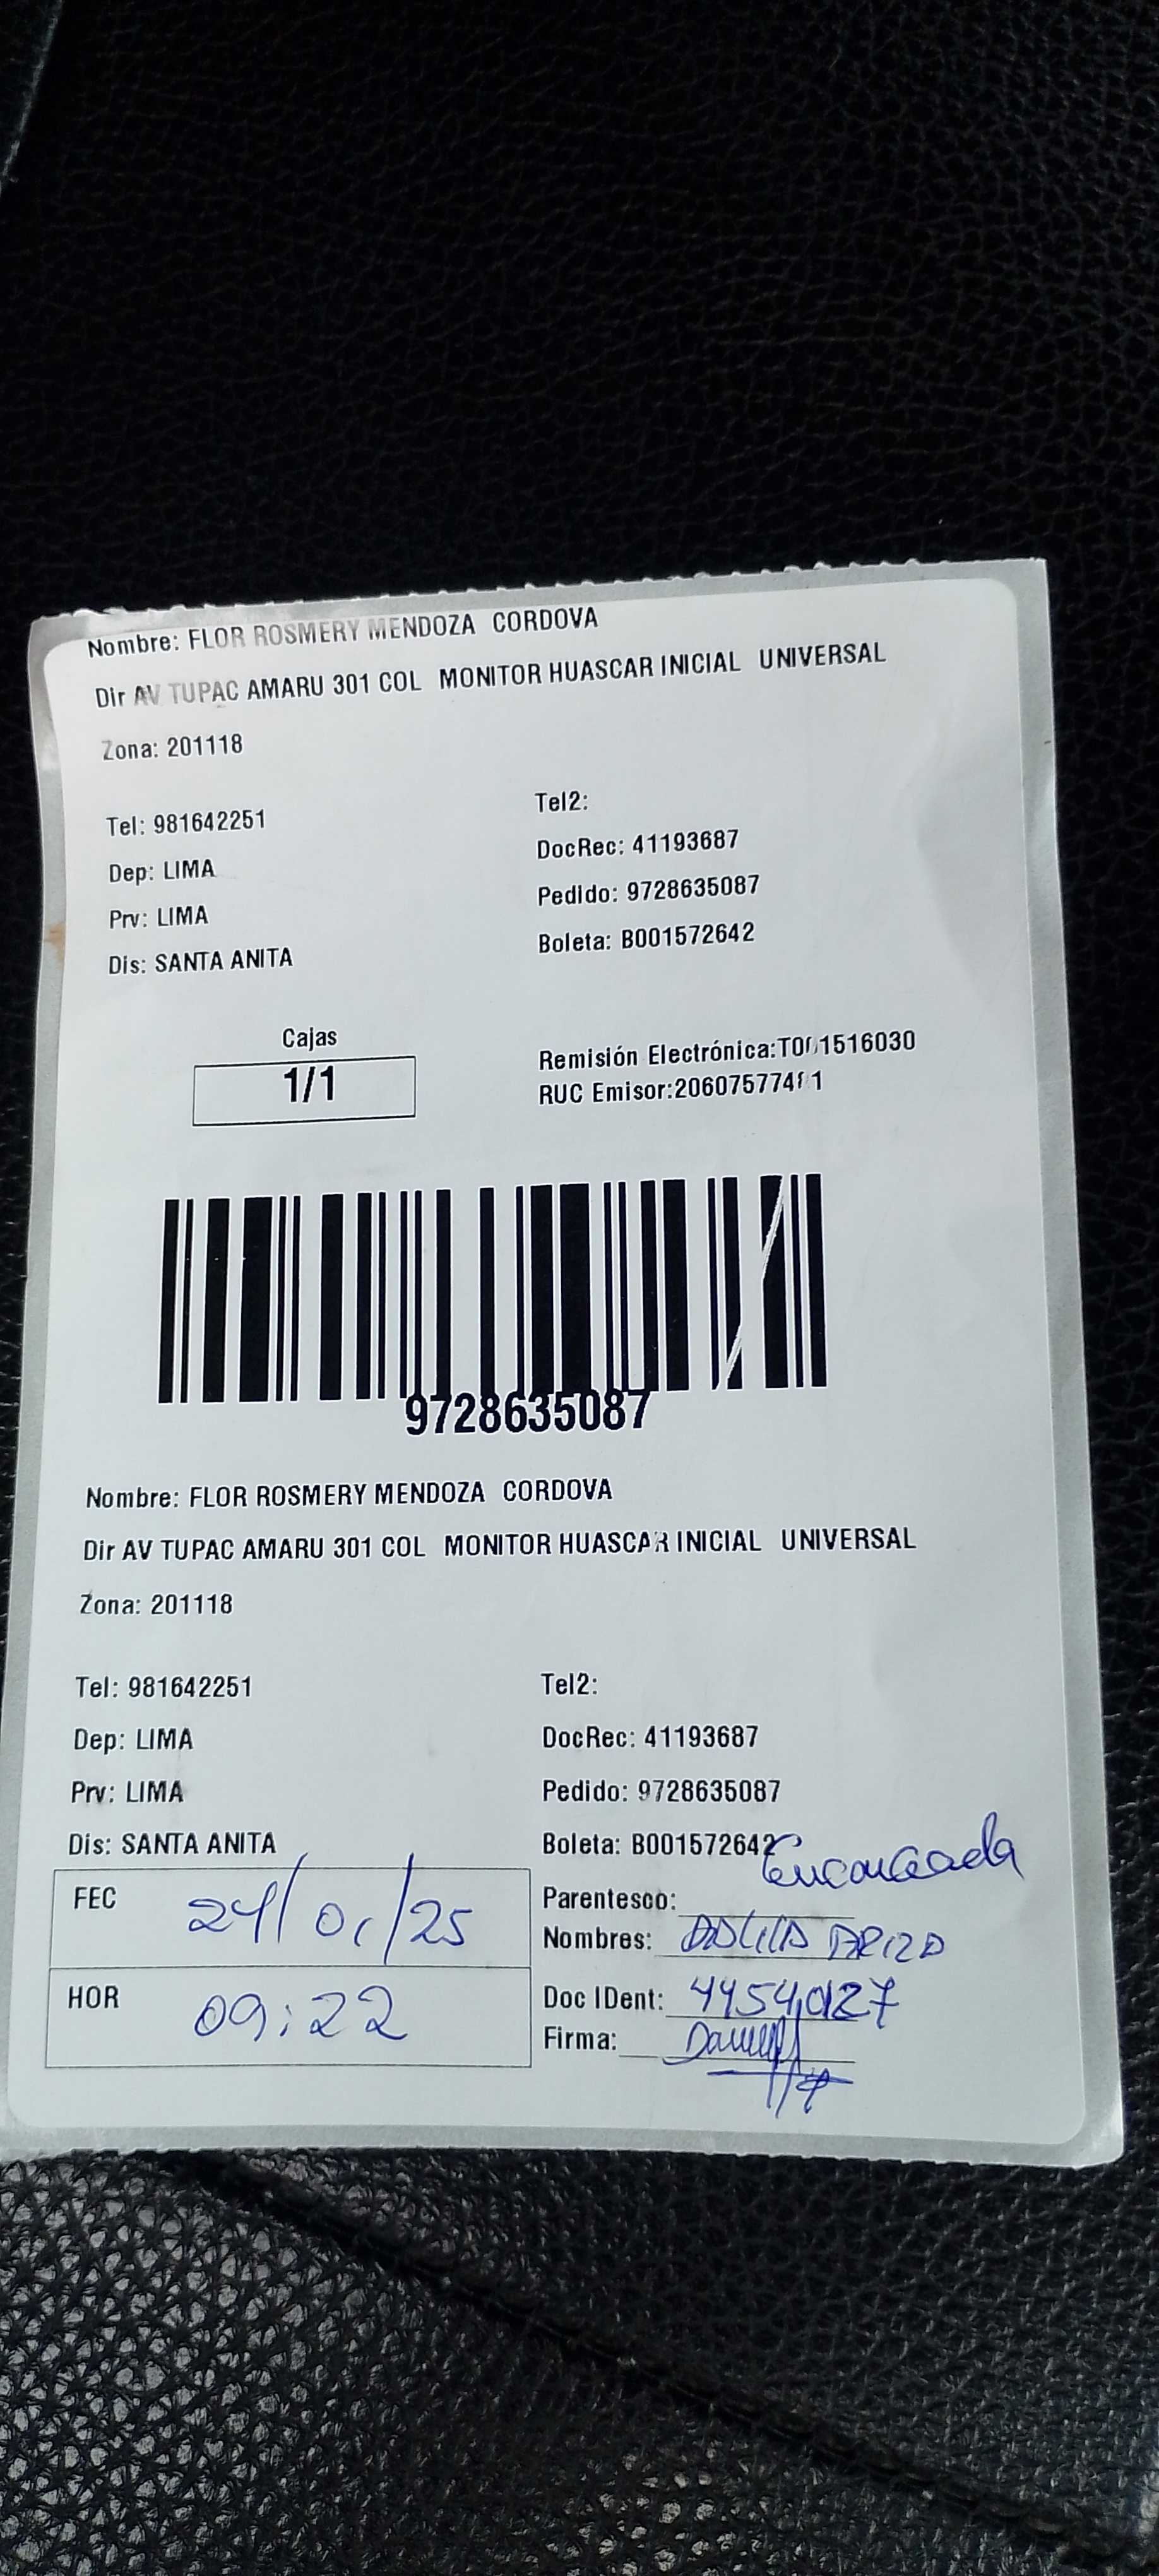 Nombre: FLOR ROSMERY MENDOZA CORDOVA
Dir AV TUPAC AMARU 301 COL MONITOR HUASCAR INICIAL UNIVERSAL
Zona: 201118
Tel: 981642251 Tel2:
Dep: LIMA DocRec: 41193687
Prv: LIMA Pedido: 9728635087
Dis: SANTA ANITA Boleta: B001572642
Cajas
1/1
Remisión Electrónica:T001516030
RUC Emisor:
9728635087
Nombre: FLOR ROSMERY MENDOZA CORDOVA
Dir AV TUPAC AMARU 301 COL MONITOR HUASCAR INICIAL UNIVERSAL
Zona: 201118
Tel: 981642251 Tel2:
Dep: LIMA DocRec: 41193687
Prv: LIMA Pedido: 9728635087
Dis: SANTA ANITA Boleta: B001572642
FEC 24/01/25
Parentesco: Encargada
Nombres:
HOR 09:22
Doc IDent: 44540127
Firma: